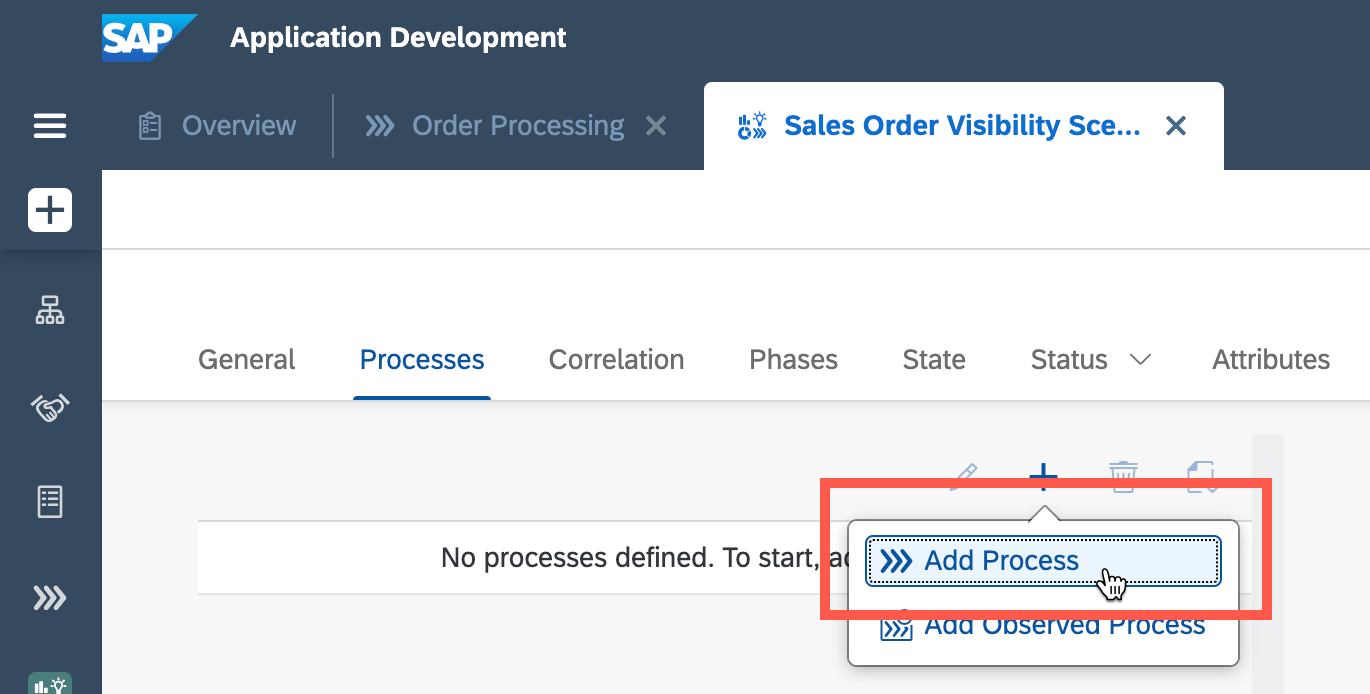 SAP Application Development
Overview Order Processing Sales Order Visibility Sce...
General Processes Correlation Phases State Status Attributes
No processes defined. To start,
Add Process
Add Observed Process